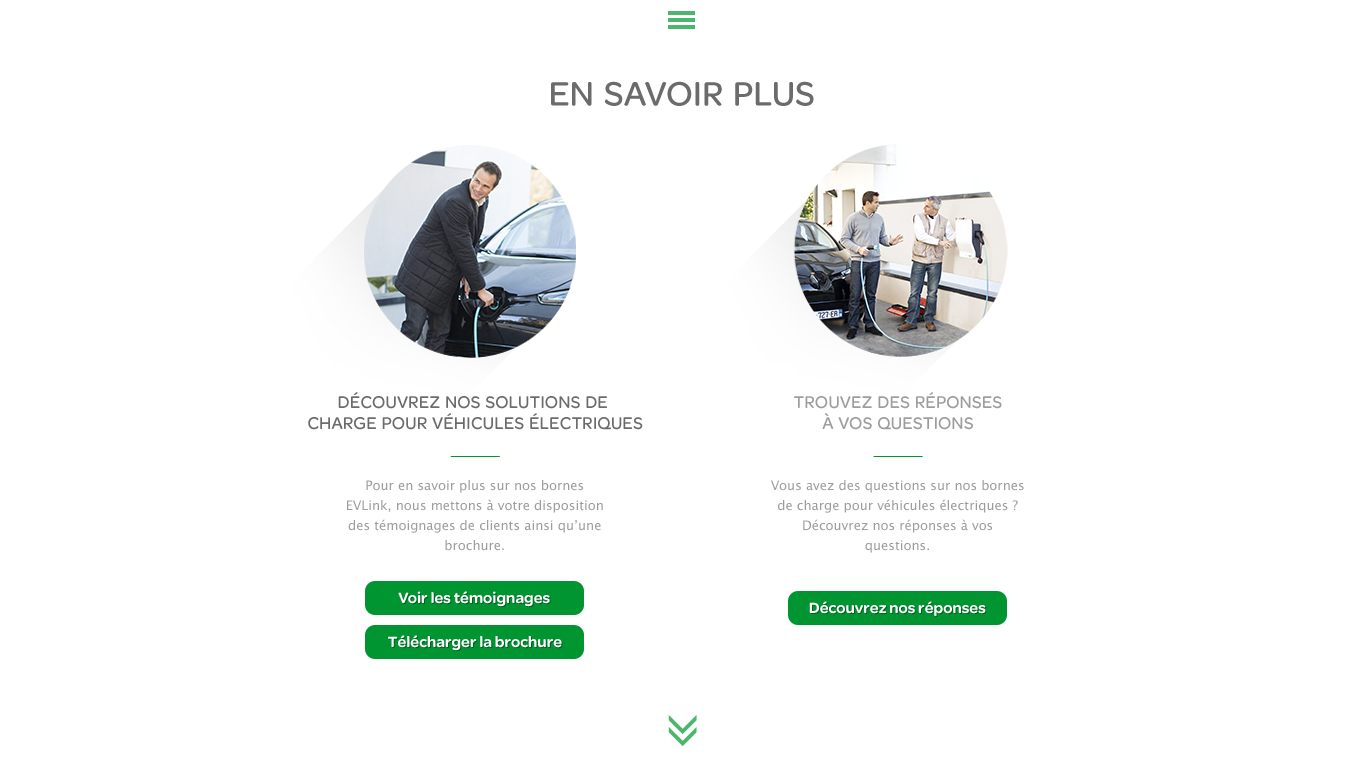 EN SAVOIR PLUS
DÉCOUVREZ NOS SOLUTIONS DE
CHARGE POUR VÉHICULES ÉLECTRIQUES
Pour en savoir plus sur nos bornes
EVLink, nous mettons à votre disposition
des témoignages de clients ainsi qu’une
brochure.
Voir les témoignages
Télécharger la brochure
TROUVEZ DES RÉPONSES
À VOS QUESTIONS
Vous avez des questions sur nos bornes
de charge pour véhicules électriques ?
Découvrez nos réponses à vos
questions.
Découvrez nos réponses